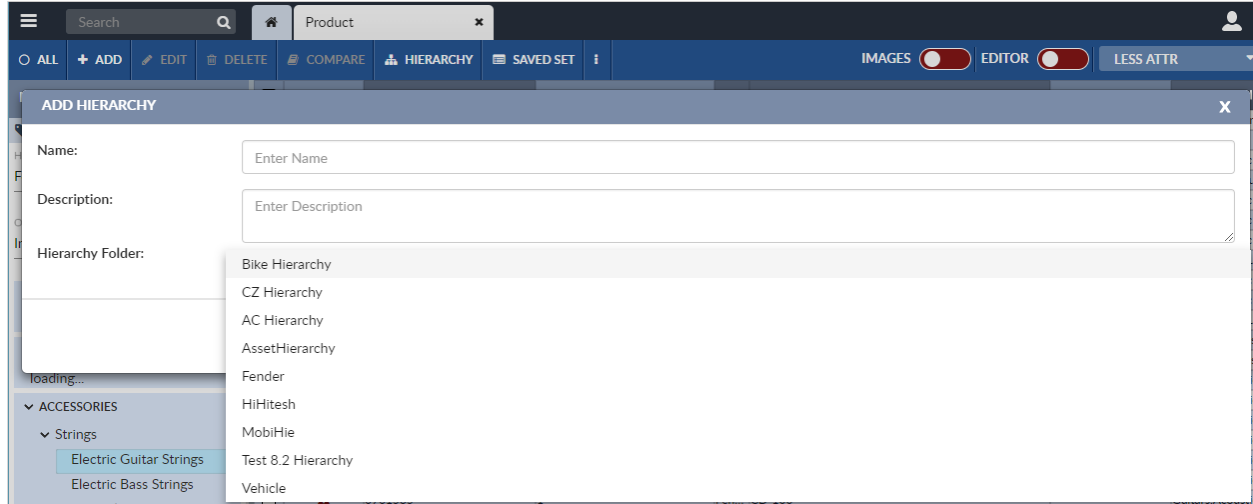 Search
Product
ALL
ADD
EDIT
DELETE
COMPARE
HIERARCHY
SAVED SET
IMAGES
EDITOR
LESS ATTR
ADD HIERARCHY
X
Name:
Enter Name
Description:
Enter Description
Hierarchy Folder:
Bike Hierarchy
CZ Hierarchy
AC Hierarchy
AssetHierarchy
Fender
HiHitesh
MobiHie
Test 8.2 Hierarchy
Vehicle
loading...
ACCESSORIES
Strings
Electric Guitar Strings
Electric Bass Strings